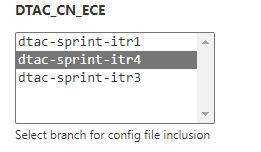 DTAC_CN_ECE
dtac-sprint-itr1
dtac-sprint-itr4
dtac-sprint-itr3
Select branch for config file inclusion